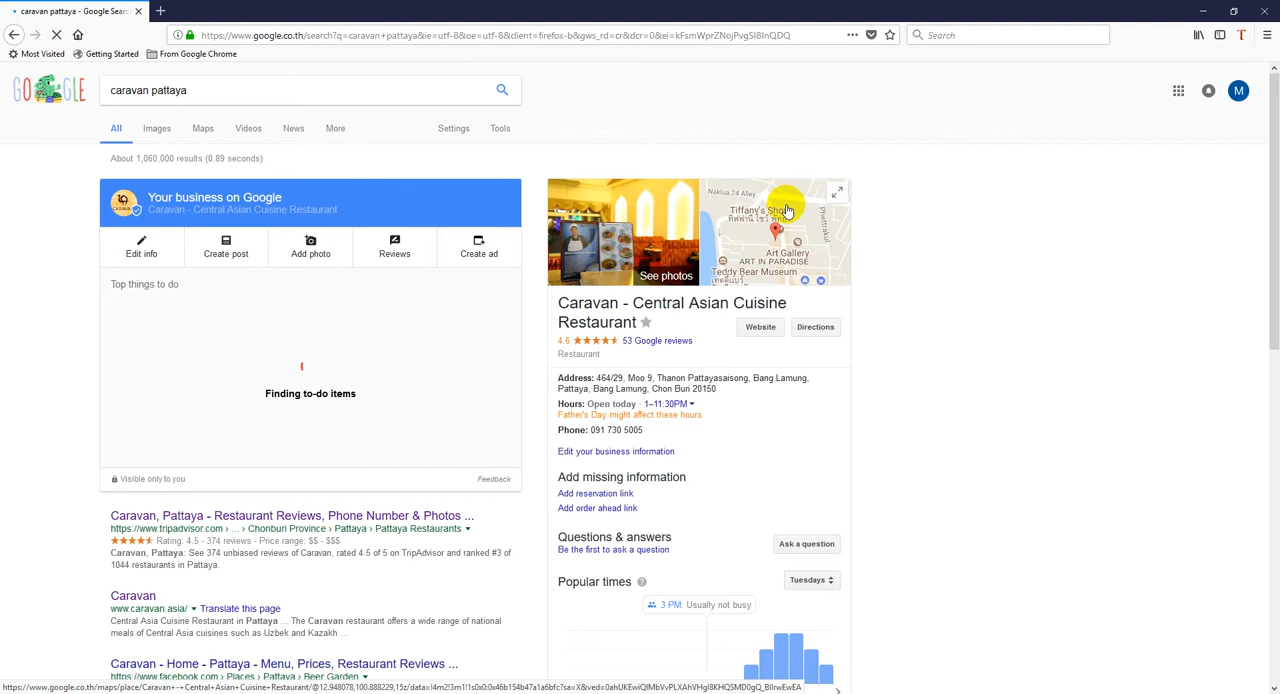 caravan pattaya - Google Searc
https://www.google.co.th/search?q=caravan+pattaya&ie=utf-8&oe=utf-8&client=firefox-b&gws_rd=cr&dcr=0&ei=kFsmWprZNojPvgSI8InQDQ
Search
Most Visited
Getting Started
From Google Chrome
caravan pattaya
M
All
Images
Maps
Videos
News
More
Settings
Tools
About 1,060,000 results (0.89 seconds)
Your business on Google
Caravan - Central Asian Cuisine Restaurant
Edit info
Create post
Add photo
Reviews
Create ad
Top things to do
Finding to-do items
Visible only to you
Feedback
Caravan, Pattaya - Restaurant Reviews, Phone Number & Photos ...
https://www.tripadvisor.com › ... › Chonburi Province › Pattaya › Pattaya Restaurants
Rating: 4.5 - 374 reviews - Price range: $$ - $$$
Caravan, Pattaya: See 374 unbiased reviews of Caravan, rated 4.5 of 5 on TripAdvisor and ranked #3 of
1044 restaurants in Pattaya.
Caravan
www.caravan.asia/ Translate this page
Central Asia Cuisine Restaurant in Pattaya ... The Caravan restaurant offers a wide range of national
meals of Central Asia cuisines such as Uzbek and Kazakh ...
Caravan - Home - Pattaya - Menu, Prices, Restaurant Reviews ...
https://www.facebook.com › Places › Pattaya › Beer Garden
See photos
Naklua 24 Alley
Tiffany's Show
Phettrakul
Art Gallery
ART IN PARADISE
Teddy Bear Museum
Caravan - Central Asian Cuisine
Restaurant
Website
Directions
4.6 53 Google reviews
Restaurant
Address: 464/29, Moo 9, Thanon Pattayasaisong, Bang Lamung,
Pattaya, Bang Lamung, Chon Buri 20150
Hours: Open today · 1–11:30PM
Father's Day might affect these hours
Phone: 091 730 5005
Edit your business information
Add missing information
Add reservation link
Add order ahead link
Questions & answers
Be the first to ask a question
Ask a question
Popular times
Tuesdays
3 PM: Usually not busy